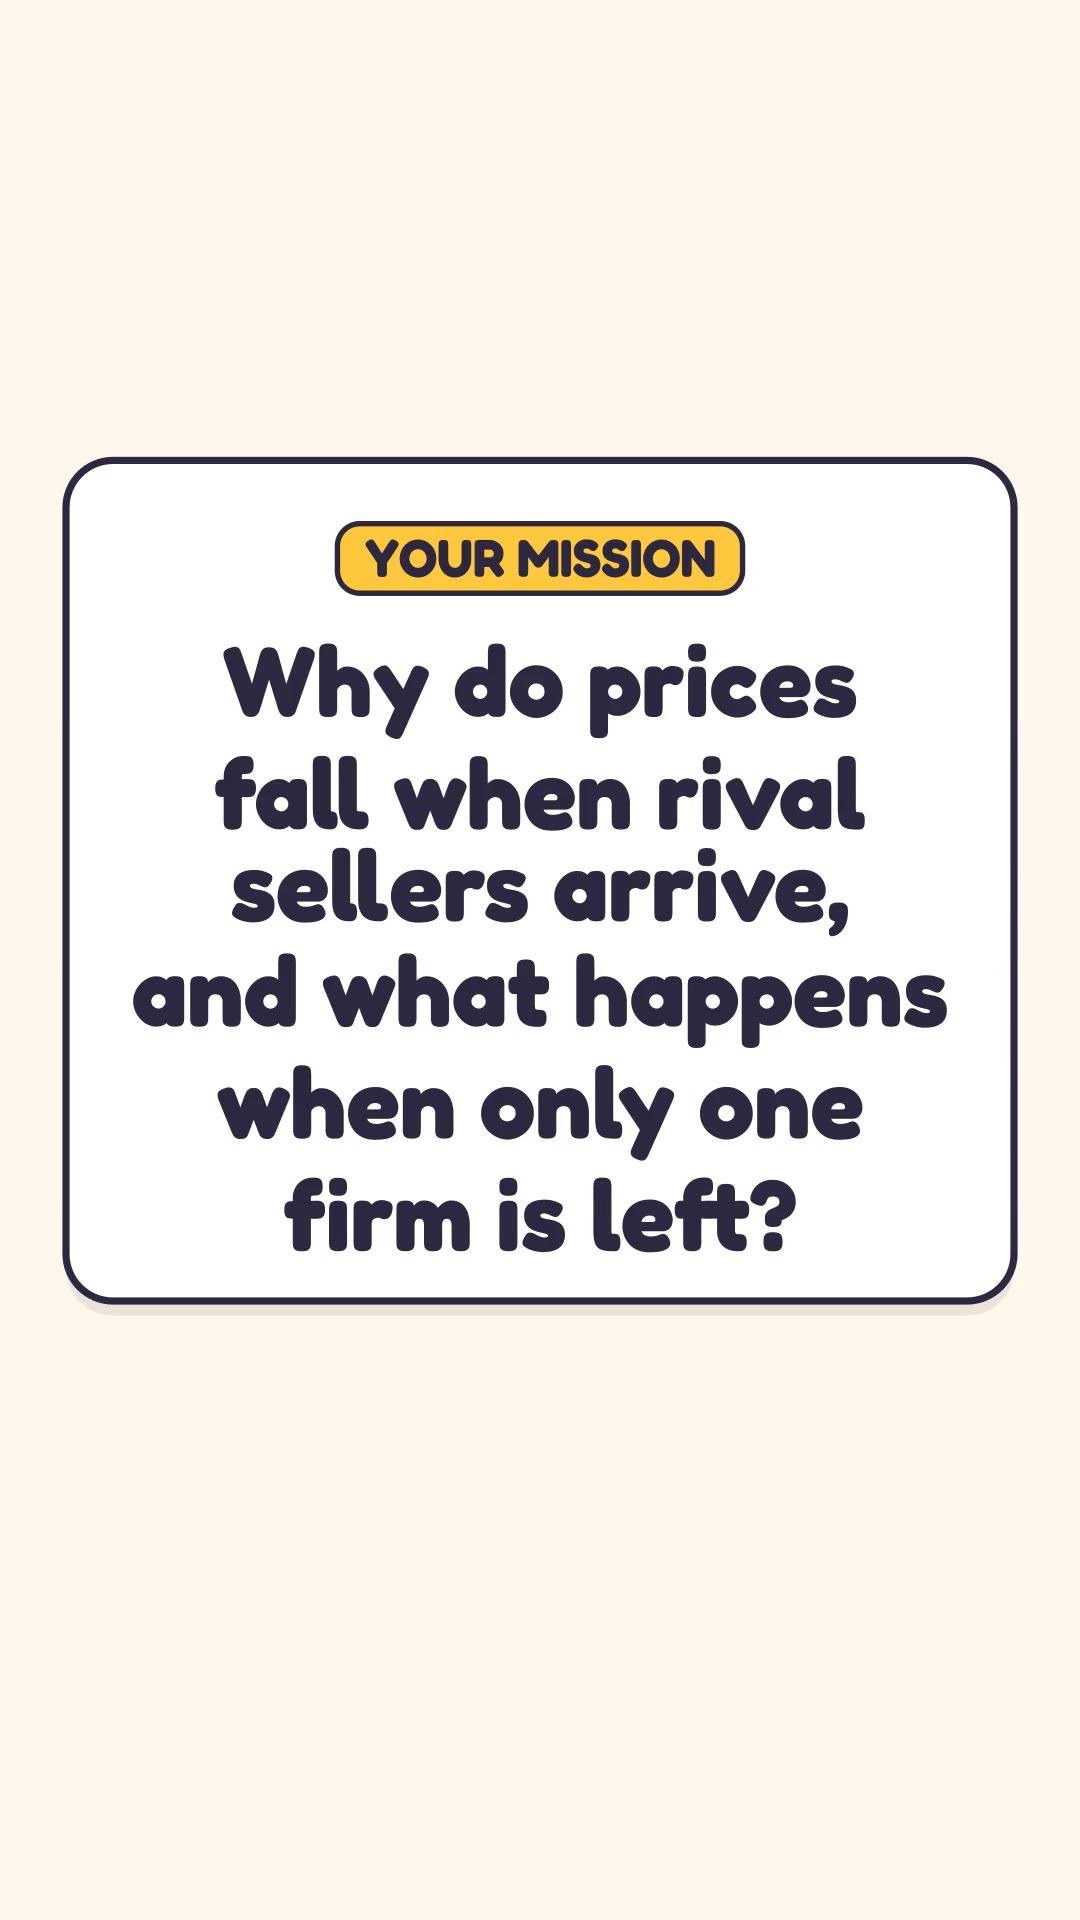 YOUR MISSION
Why do prices
fall when rival
sellers arrive,
and what happens
when only one
firm is left?